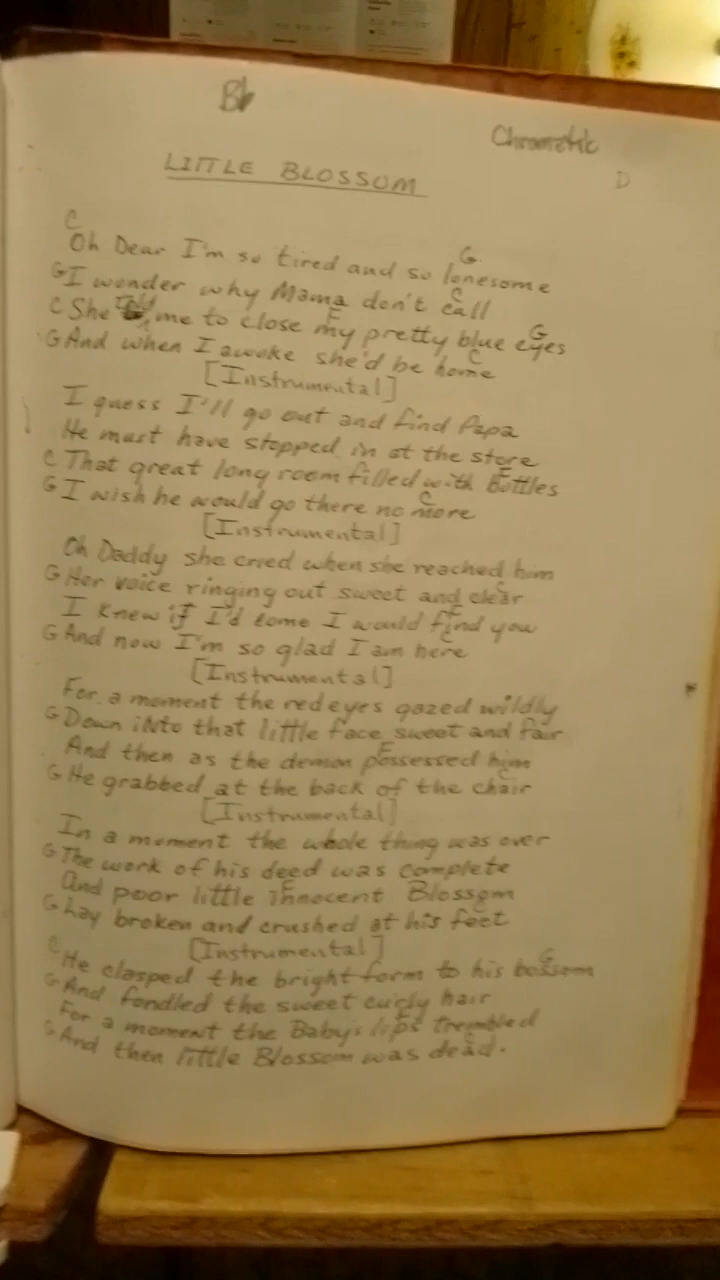 Bb
Chromatic
D
LITTLE BLOSSOM
C G
Oh Dear I'm so tired and so lonesome
C
G I wonder why Mama don't call
F G
C She told me to close my pretty blue eyes
C
G And when I awoke she'd be home
[Instrumental]
I guess I'll go out and find Papa
He must have stopped in at the store
F
C That great long room filled with Bottles
C
G I wish he would go there no more
[Instrumental]
Oh Daddy she cried when she reached him
C
G Her voice ringing out sweet and clear
F
I knew if I'd come I would find you
G And now I'm so glad I am here
[Instrumental]
For a moment the red eyes gazed wildly
G Down iNto that little face sweet and fair
F
And then as the demon possessed him
C
G He grabbed at the back of the chair
[Instrumental]
In a moment the whole thing was over
G The work of his deed was complete
F
And poor little innocent Blossom
C
G Lay broken and crushed at his feet
[Instrumental]
G
C He clasped the bright form to his bossom
G And fondled the sweet curly hair
F
For a moment the Baby's lips trembled
C
G And then little Blossom was dead.